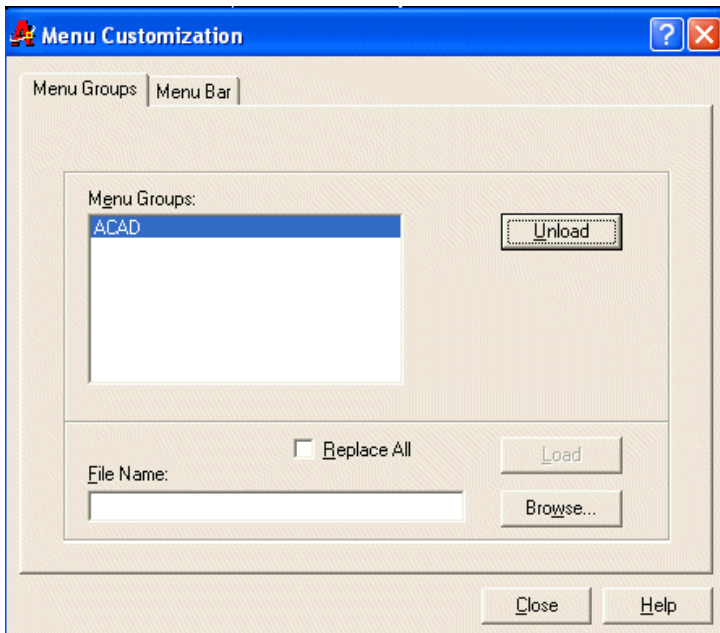 Menu Customization
Menu Groups Menu Bar
Menu Groups:
ACAD
Unload
Replace All
Load
File Name:
Browse...
Close Help